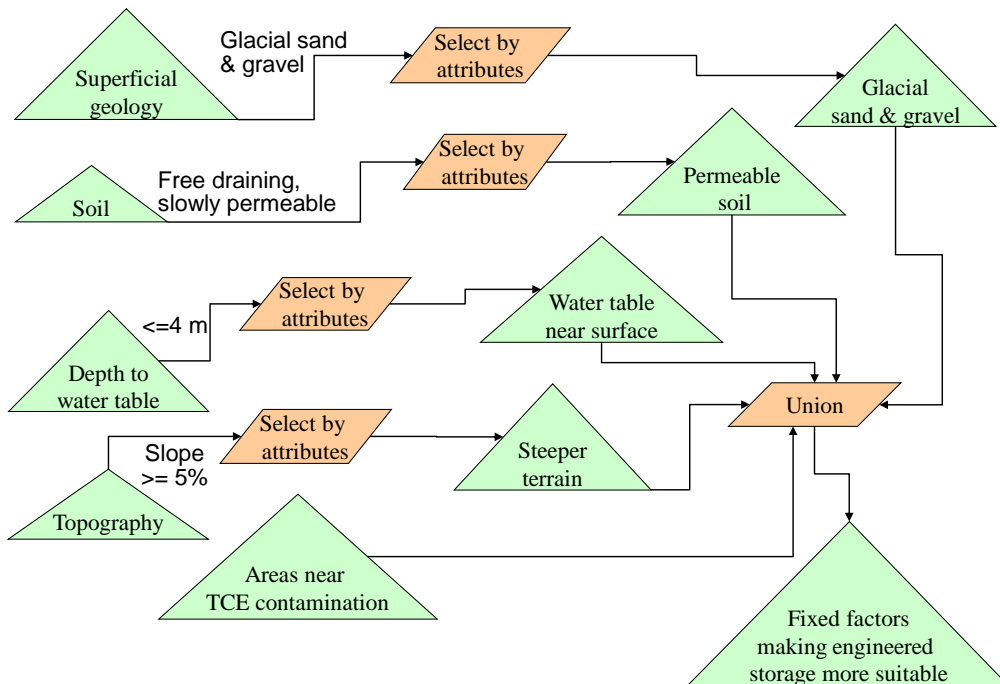 Glacial sand
& gravel
Select by
attributes
Superficial
geology
Glacial
sand & gravel
Select by
attributes
Free draining,
slowly permeable
Soil
Permeable
soil
Select by
attributes
<=4 m
Water table
near surface
Depth to
water table
Union
Select by
attributes
Slope
>= 5%
Steeper
terrain
Topography
Areas near
TCE contamination
Fixed factors
making engineered
storage more suitable